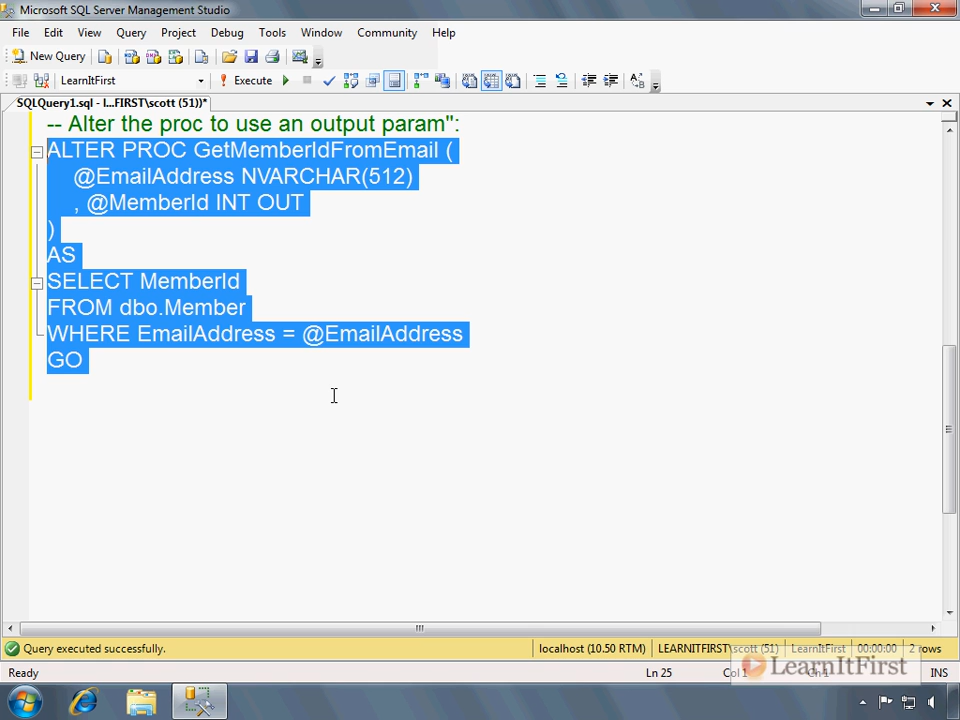 Microsoft SQL Server Management Studio
File Edit View Query Project Debug Tools Window Community Help
New Query
LearnItFirst Execute
SQLQuery1.sql - l...FIRST\scott (51))*
-- Alter the proc to use an output param":
ALTER PROC GetMemberIdFromEmail (
@EmailAddress NVARCHAR(512)
, @MemberId INT OUT
)
AS
SELECT MemberId
FROM dbo.Member
WHERE EmailAddress = @EmailAddress
GO
Query executed successfully. localhost (10.50 RTM) LEARNITFIRST\scott (51) LearnItFirst 00:00:00 2 rows
Ready Ln 25 Col 1 Ch 1 INS
LearnItFirst